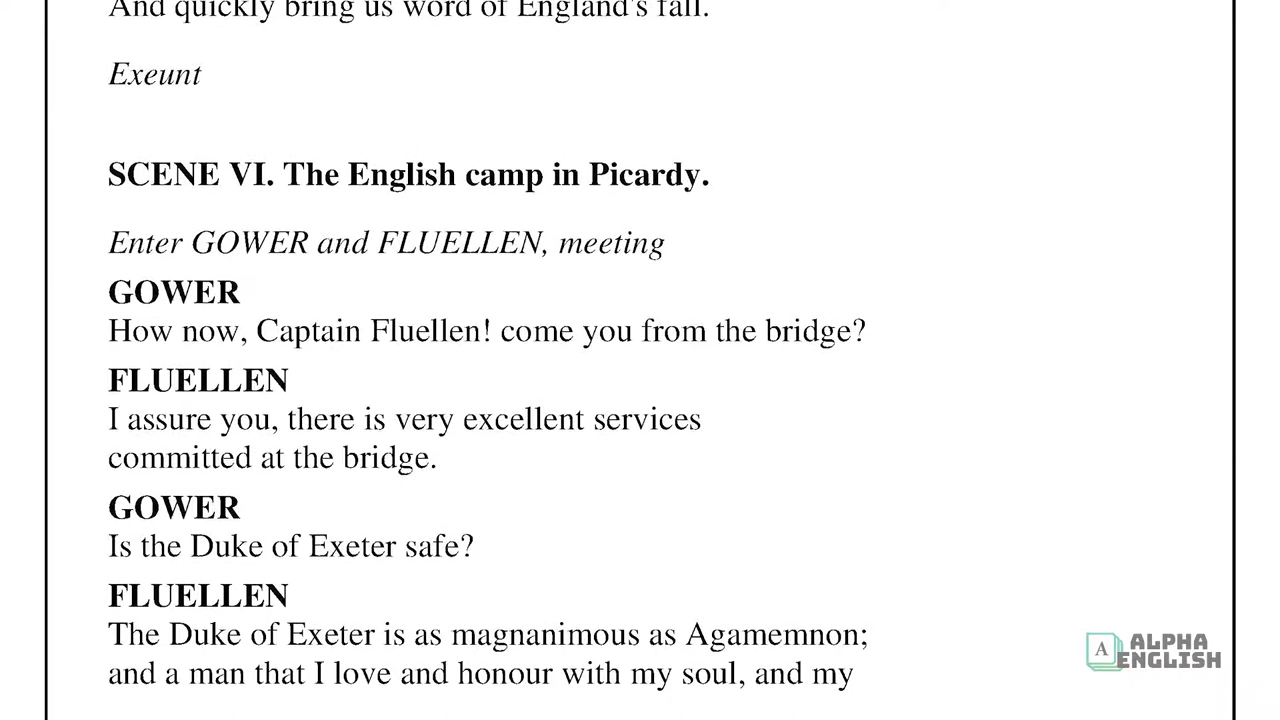 And quickly bring us word of England's fall.
Exeunt
SCENE VI. The English camp in Picardy.
Enter GOWER and FLUELLEN, meeting
GOWER
How now, Captain Fluellen! come you from the bridge?
FLUELLEN
I assure you, there is very excellent services
committed at the bridge.
GOWER
Is the Duke of Exeter safe?
FLUELLEN
The Duke of Exeter is as magnanimous as Agamemnon;
and a man that I love and honour with my soul, and my
A ALPHA
ENGLISH